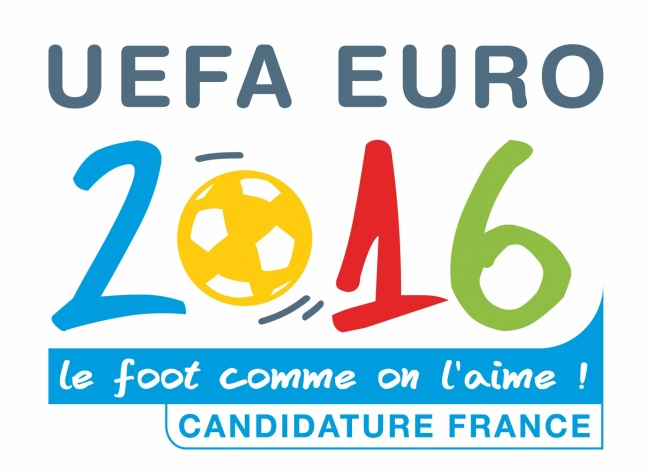 UEFA EURO
2016
le foot comme on l'aime !
CANDIDATURE FRANCE